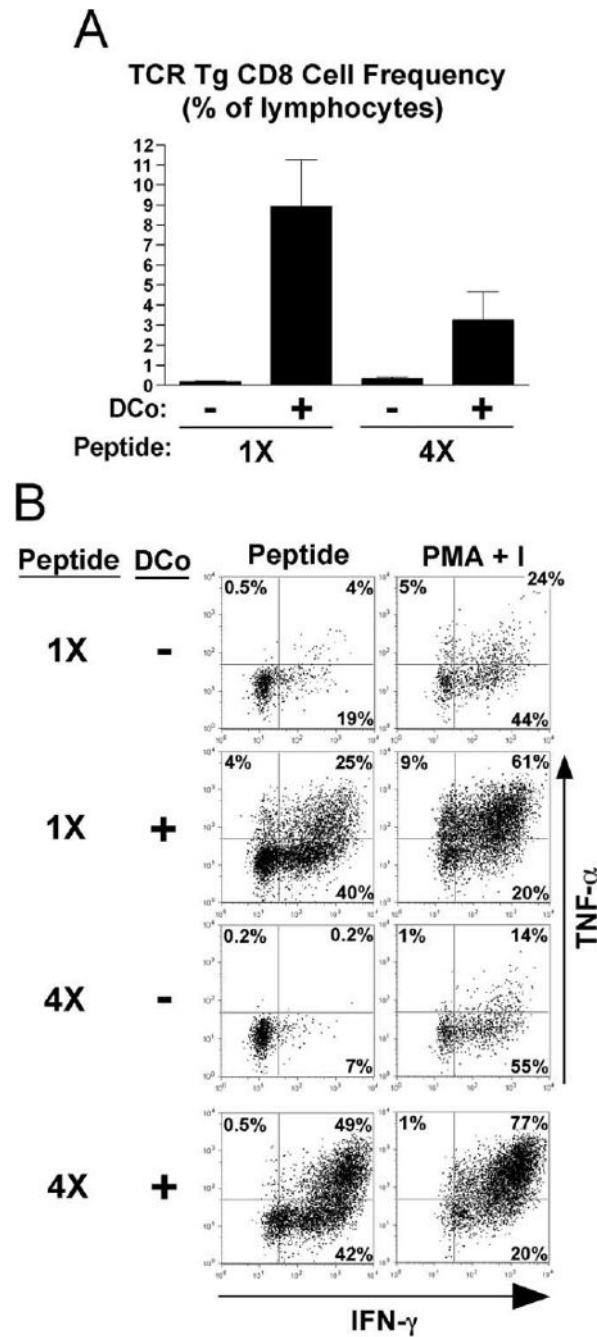 A
TCR Tg CD8 Cell Frequency
(% of lymphocytes)
12
11
10
9
8
7
6
5
4
3
2
1
0
DCo: - + - +
Peptide: 1X 4X
B
Peptide DCo Peptide PMA + I
1X -
0.5% 4% 5% 24%
19% 44%
1X +
4% 25% 9% 61%
40% 20%
4X -
0.2% 0.2% 1% 14%
7% 55%
4X +
0.5% 49% 1% 77%
42% 20%
TNF-α
IFN-γ